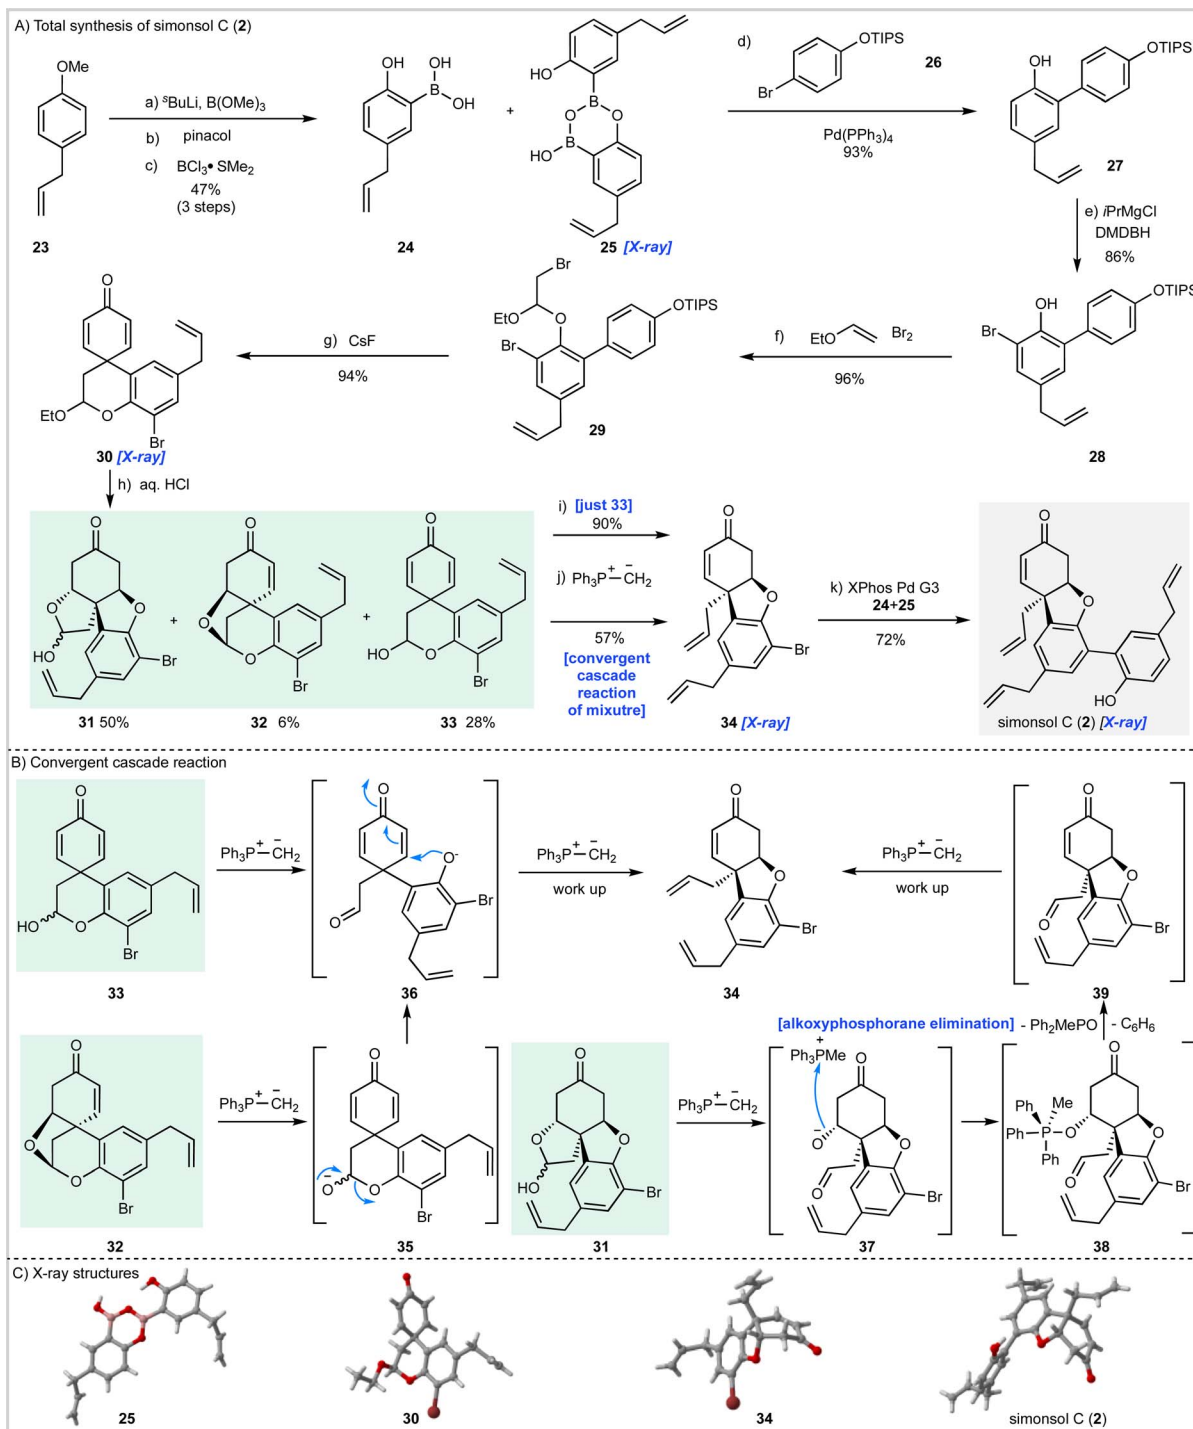 A) Total synthesis of simonsol C (2)
OMe
23
a) sBuLi, B(OMe)3
b) pinacol
c) BCl3• SMe2
47%
(3 steps)
OH
OH
B
OH
24
+
HO
B
O
O
B
HO
25 [X-ray]
d)
OTIPS
Br
26
Pd(PPh3)4
93%
OTIPS
OH
27
e) iPrMgCl
DMDBH
86%
OTIPS
OH
Br
28
f)
EtO
Br2
96%
Br
EtO
O
OTIPS
Br
29
g) CsF
94%
O
EtO
O
Br
30 [X-ray]
h) aq. HCl
O
O
O
HO
Br
31 50%
+
O
O
O
Br
32 6%
+
O
HO
O
Br
33 28%
i) [just 33]
90%
j) Ph3P+–CH2−
57%
[convergent
cascade
reaction
of mixutre]
O
O
Br
34 [X-ray]
k) XPhos Pd G3
24+25
72%
O
O
HO
simonsol C (2) [X-ray]
B) Convergent cascade reaction
O
HO
O
Br
33
Ph3P+–CH2−
O
O-
O
Br
36
Ph3P+–CH2−
work up
O
O
Br
34
Ph3P+–CH2−
work up
O
O
O
Br
39
[alkoxyphosphorane elimination] - Ph2MePO - C6H6
O
O
O
Br
32
Ph3P+–CH2−
O
−O
O
Br
35
O
O
O
HO
Br
31
Ph3P+–CH2−
Ph3PMe+
O
−O
O
O
Br
37
O
Ph
Me
Ph
P
O
Ph
O
O
Br
38
C) X-ray structures
25
30
34
simonsol C (2)